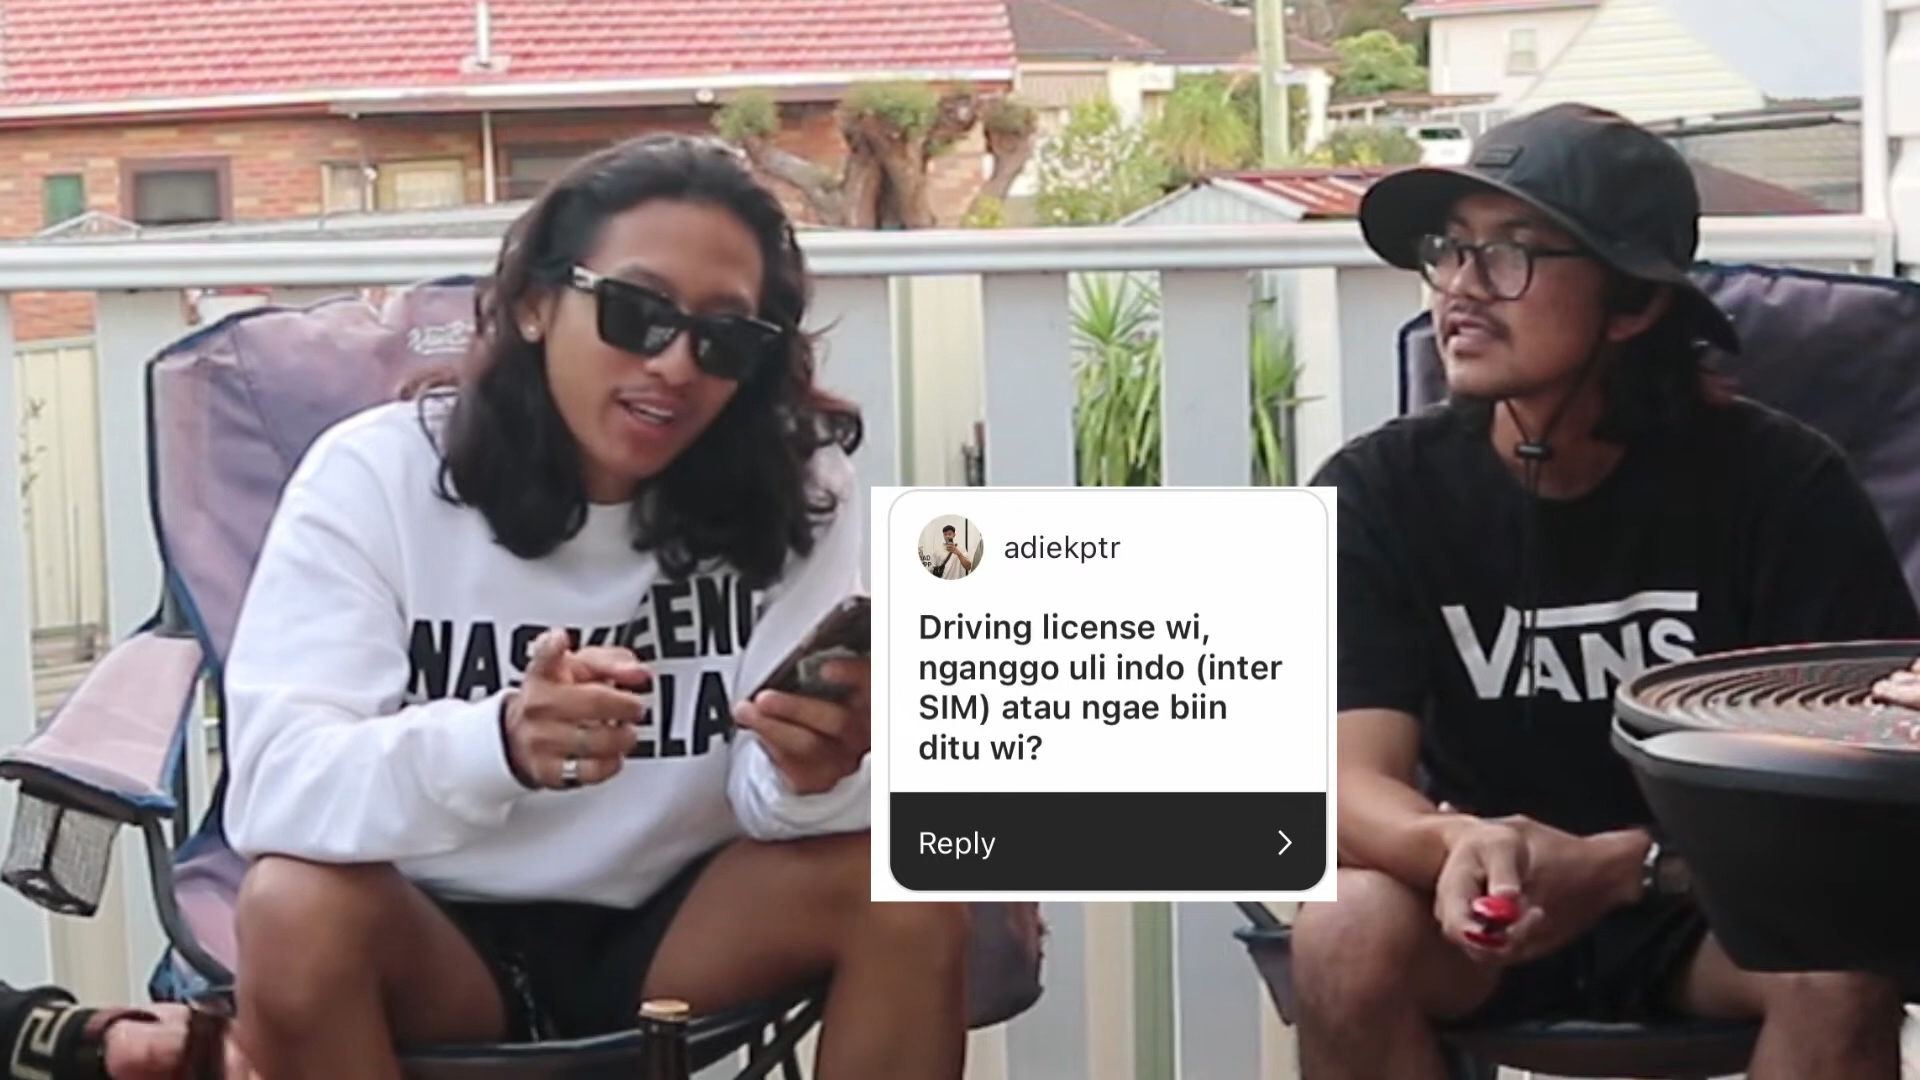 adiekptr
Driving license wi,
nganggo uli indo (inter
SIM) atau ngae biin
ditu wi?
Reply
VANS